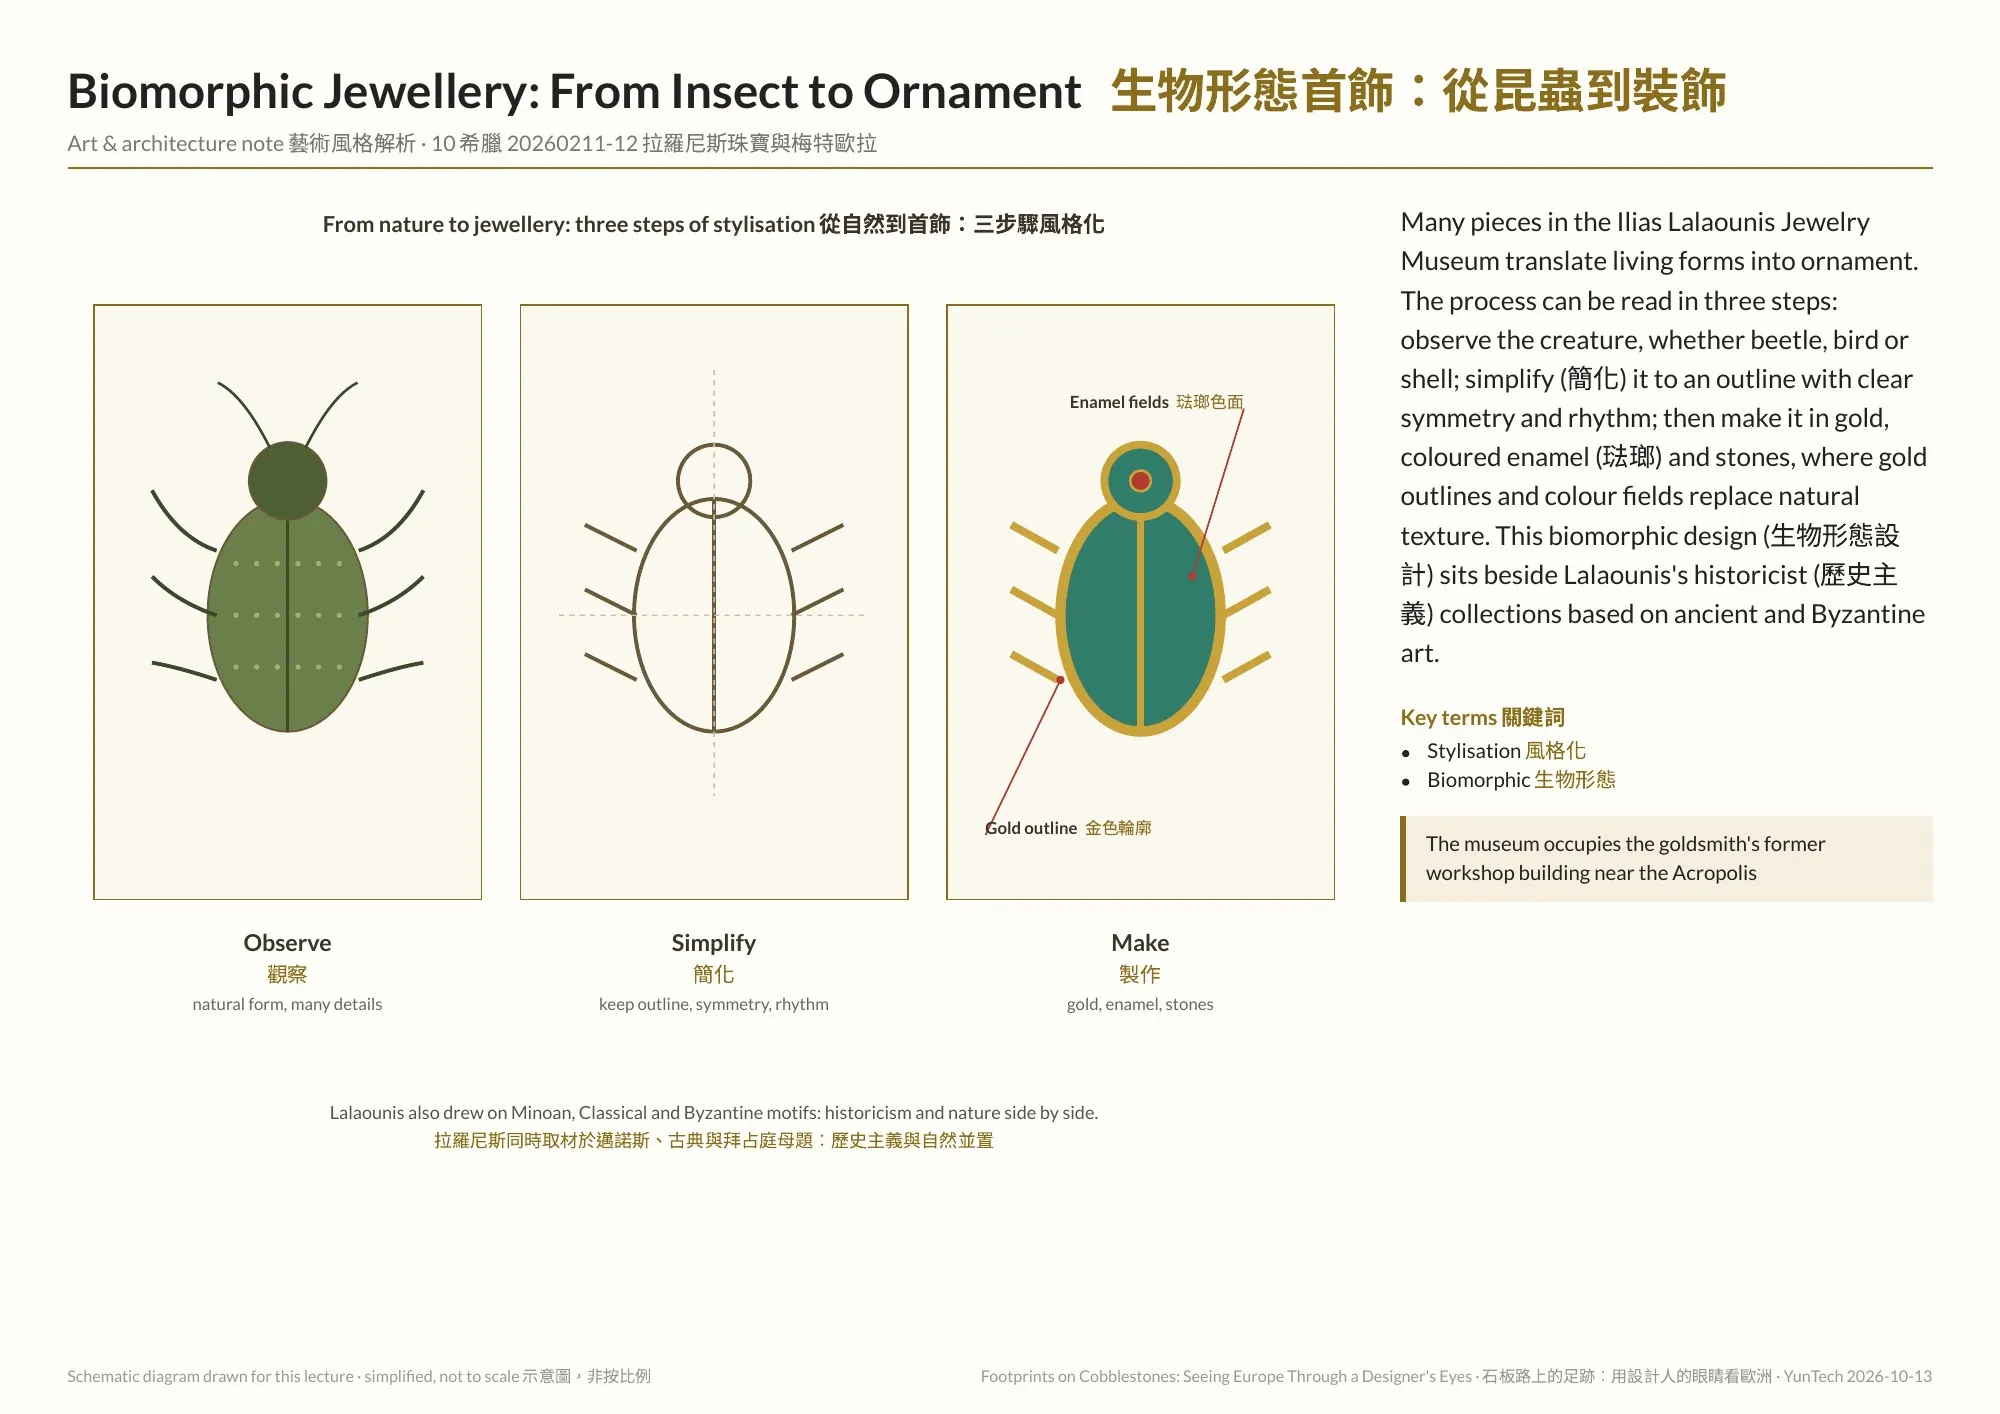 Biomorphic Jewellery: From Insect to Ornament 生物形態首飾：從昆蟲到裝飾
Art & architecture note 藝術風格解析 · 10 希臘 20260211-12 拉羅尼斯珠寶與梅特歐拉
From nature to jewellery: three steps of stylisation 從自然到首飾：三步驟風格化
Enamel fields 琺瑯色面
Gold outline 金色輪廓
Observe
觀察
natural form, many details
Simplify
簡化
keep outline, symmetry, rhythm
Make
製作
gold, enamel, stones
Lalaounis also drew on Minoan, Classical and Byzantine motifs: historicism and nature side by side.
拉羅尼斯同時取材於邁諾斯、古典與拜占庭母題：歷史主義與自然並置
Many pieces in the Ilias Lalaounis Jewelry
Museum translate living forms into ornament.
The process can be read in three steps:
observe the creature, whether beetle, bird or
shell; simplify (簡化) it to an outline with clear
symmetry and rhythm; then make it in gold,
coloured enamel (琺瑯) and stones, where gold
outlines and colour fields replace natural
texture. This biomorphic design (生物形態設
計) sits beside Lalaounis's historicist (歷史主
義) collections based on ancient and Byzantine
art.
Key terms 關鍵詞
• Stylisation 風格化
• Biomorphic 生物形態
The museum occupies the goldsmith's former
workshop building near the Acropolis
Schematic diagram drawn for this lecture · simplified, not to scale 示意圖，非按比例
Footprints on Cobblestones: Seeing Europe Through a Designer's Eyes · 石板路上的足跡：用設計人的眼睛看歐洲 · YunTech 2026-10-13